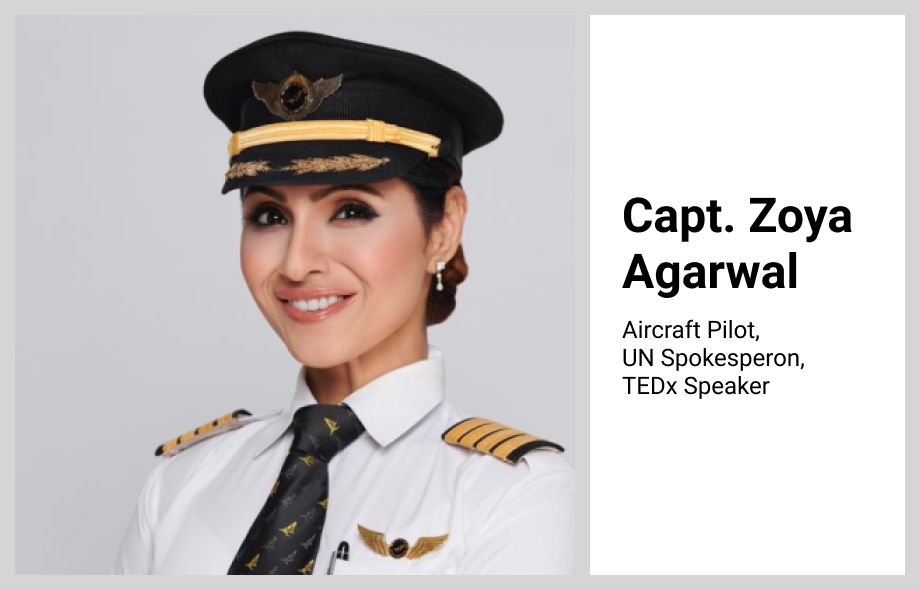 Capt. Zoya
Agarwal
Aircraft Pilot,
UN Spokesperon,
TEDx Speaker